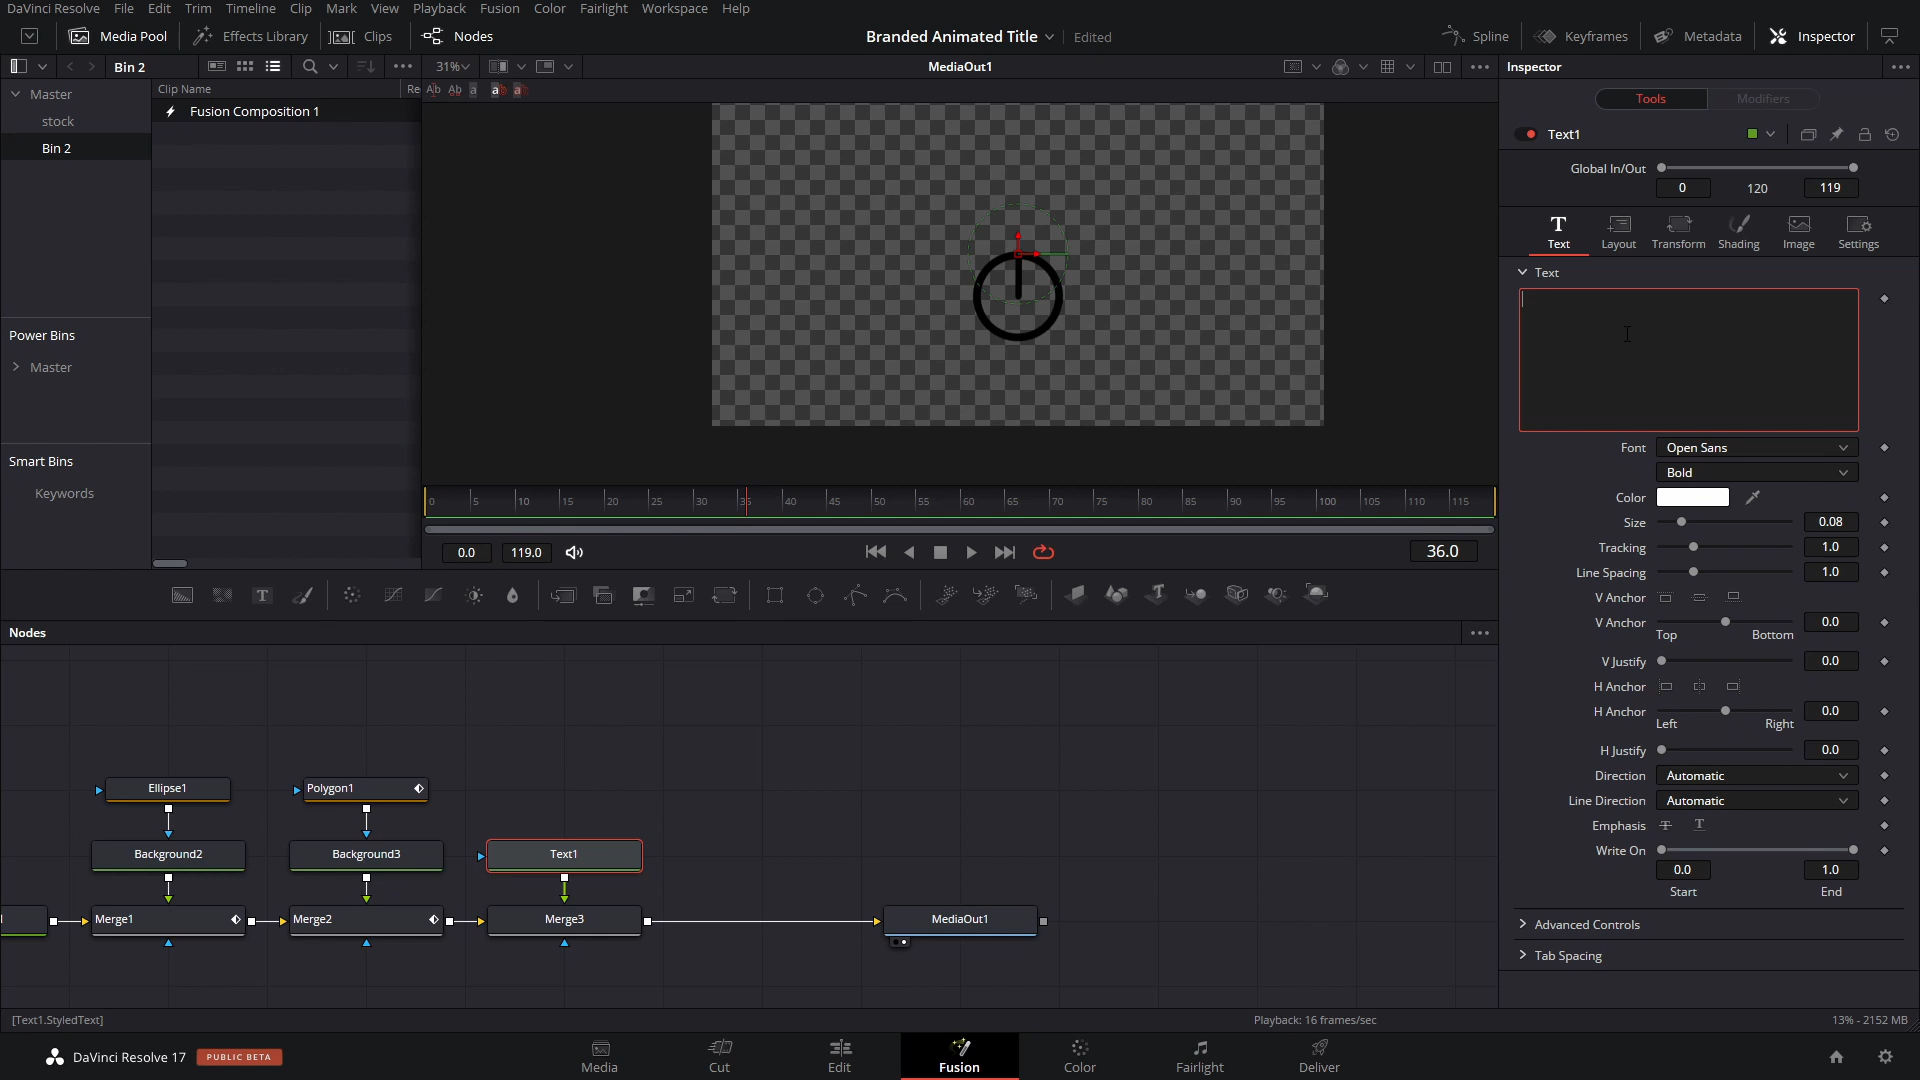 DaVinci Resolve File Edit Trim Timeline Clip Mark View Playback Fusion Color Fairlight Workspace Help
Media Pool Effects Library Clips Nodes Branded Animated Title Edited Spline Keyframes Metadata Inspector
Bin 2 31% MediaOut1 Inspector
Master
stock
Bin 2
Power Bins
Master
Smart Bins
Keywords
Clip Name Re
Fusion Composition 1
0 5 10 15 20 25 30 35 40 45 50 55 60 65 70 75 80 85 90 95 100 105 110 115
0.0 119.0 36.0
Nodes
Ellipse1 Polygon1
Background2 Background3 Text1
Merge1 Merge2 Merge3 MediaOut1
Tools Modifiers
Text1
Global In/Out
0 120 119
Text Layout Transform Shading Image Settings
Text
Font Open Sans
Bold
Color
Size 0.08
Tracking 1.0
Line Spacing 1.0
V Anchor
V Anchor 0.0
Top Bottom
V Justify 0.0
H Anchor
H Anchor 0.0
Left Right
H Justify 0.0
Direction Automatic
Line Direction Automatic
Emphasis
Write On
0.0 1.0
Start End
Advanced Controls
Tab Spacing
[Text1.StyledText] Playback: 16 frames/sec 13% - 2152 MB
DaVinci Resolve 17 PUBLIC BETA Media Cut Edit Fusion Color Fairlight Deliver